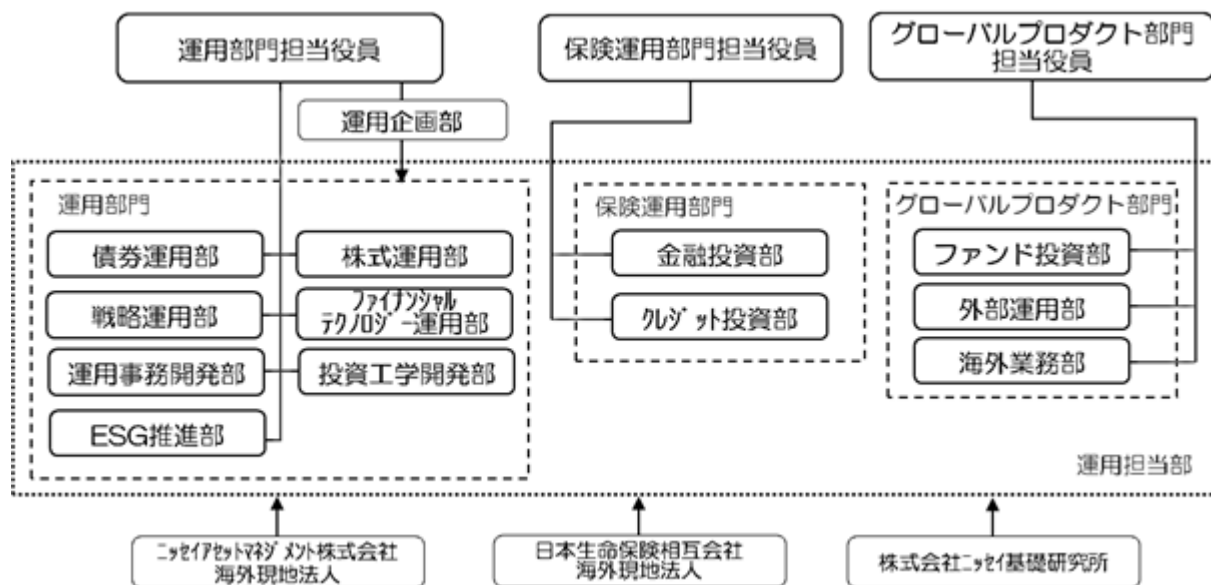 運用部門担当役員
保険運用部門担当役員
グローバルプロダクト部門
担当役員
運用企画部
運用部門
保険運用部門
グローバルプロダクト部門
債券運用部
株式運用部
金融投資部
ファンド投資部
戦略運用部
ﾌｧｲﾅﾝｼｬﾙ
ﾃｸﾉﾛｼﾞｰ運用部
ｸﾚｼﾞｯﾄ投資部
外部運用部
運用事務開発部
投資工学開発部
海外業務部
ESG推進部
運用担当部
ﾆｯｾｲｱｾｯﾄﾏﾈｼﾞﾒﾝﾄ株式会社
海外現地法人
日本生命保険相互会社
海外現地法人
株式会社ﾆｯｾｲ基礎研究所